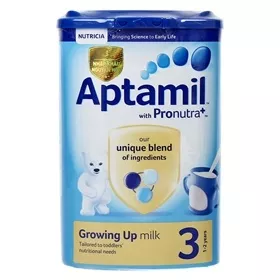 NUTRICIA
Bringing Science to Early Life
Aptamil
with Pronutra+
our
unique blend
of ingredients
Growing Up milk
Tailored to toddlers'
nutritional needs
3
1-2 years